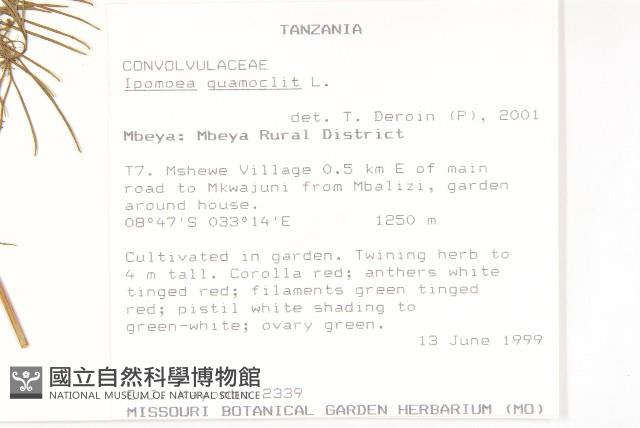 TANZANIA
CONVOLVULACEAE
Ipomoea quamoclit L.
det. T. Deroin (P), 2001
Mbeya: Mbeya Rural District
T7. Mshewe Village 0.5 km E of main
road to Mkwajuni from Mbalizi, garden
around house.
08°47'S 033°14'E 1250 m
Cultivated in garden. Twining herb to
4 m tall. Corolla red; anthers white
tinged red; filaments green tinged
red; pistil white shading to
green-white; ovary green.
13 June 1999
國立自然科學博物館
NATIONAL MUSEUM OF NATURAL SCIENCE
2339
MISSOURI BOTANICAL GARDEN HERBARIUM (MO)